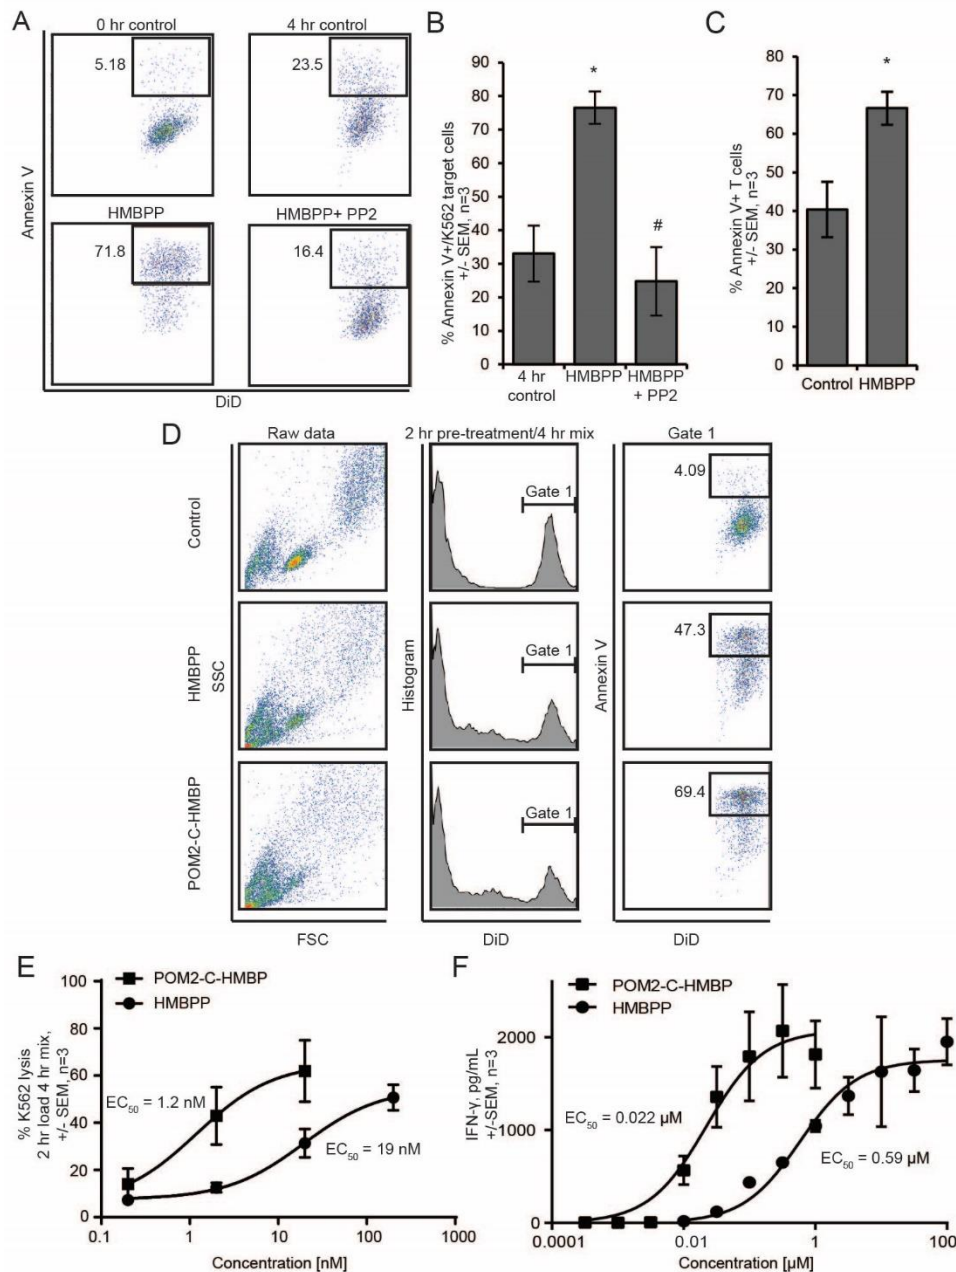 A
0 hr control
4 hr control
5.18
23.5
HMBPP
HMBPP+ PP2
71.8
16.4
Annexin V
DiD
B
% Annexin V+/K562 target cells
+/- SEM, n=3
90
80
70
60
50
40
30
20
10
0
*
#
4 hr
control
HMBPP
HMBPP
+ PP2
C
% Annexin V+ T cells
+/- SEM, n=3
80
70
60
50
40
30
20
10
0
*
Control
HMBPP
D
Raw data
2 hr pre-treatment/4 hr mix
Gate 1
Control
Gate 1
4.09
HMBPP
SSC
Histogram
Gate 1
Annexin V
47.3
POM2-C-HMBP
Gate 1
69.4
FSC
DiD
DiD
E
POM2-C-HMBP
HMBPP
% K562 lysis
2 hr load 4 hr mix,
+/- SEM, n=3
100
80
60
40
20
0
EC50 = 1.2 nM
EC50 = 19 nM
0.1
1
10
100
1000
Concentration [nM]
F
POM2-C-HMBP
HMBPP
IFN-γ, pg/mL
+/-SEM, n=3
2000
1000
0
EC50 = 0.022 µM
EC50 = 0.59 µM
0.0001
0.01
1
100
Concentration [µM]